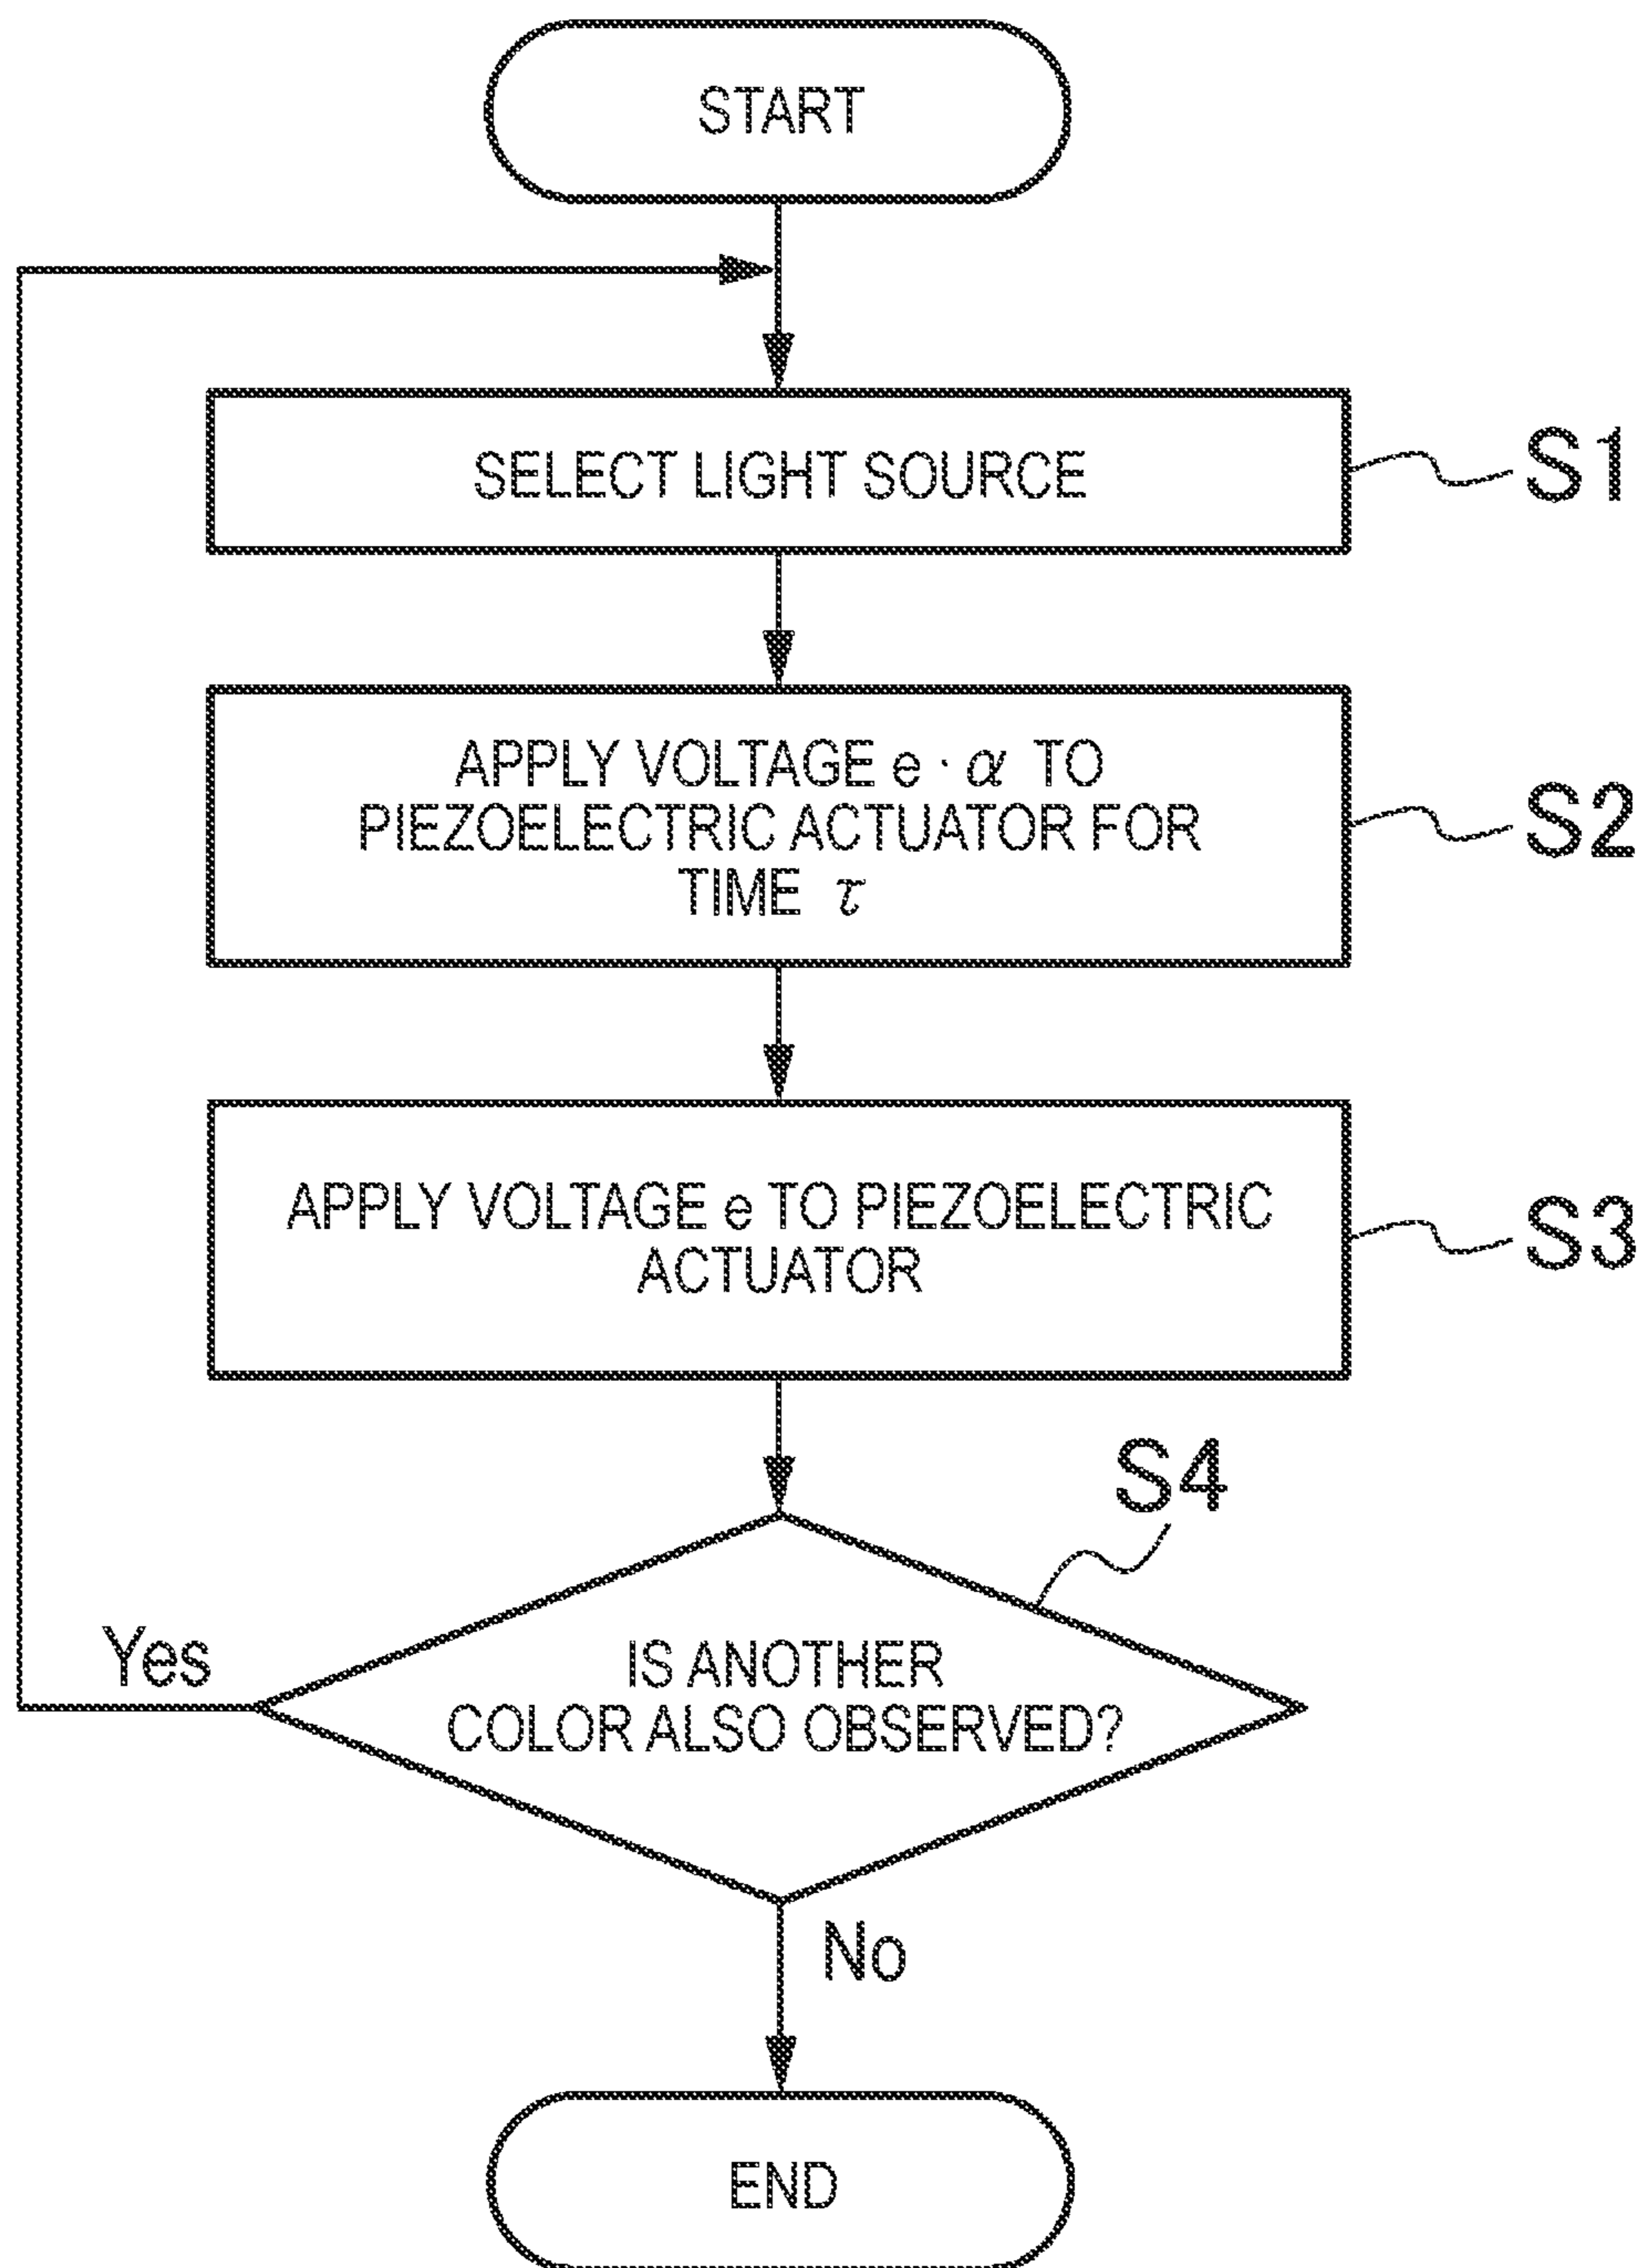 START
SELECT LIGHT SOURCE
S1
APPLY VOLTAGE e · α TO
PIEZOELECTRIC ACTUATOR FOR
TIME τ
S2
APPLY VOLTAGE e TO PIEZOELECTRIC
ACTUATOR
S3
S4
IS ANOTHER
COLOR ALSO OBSERVED?
Yes
No
END